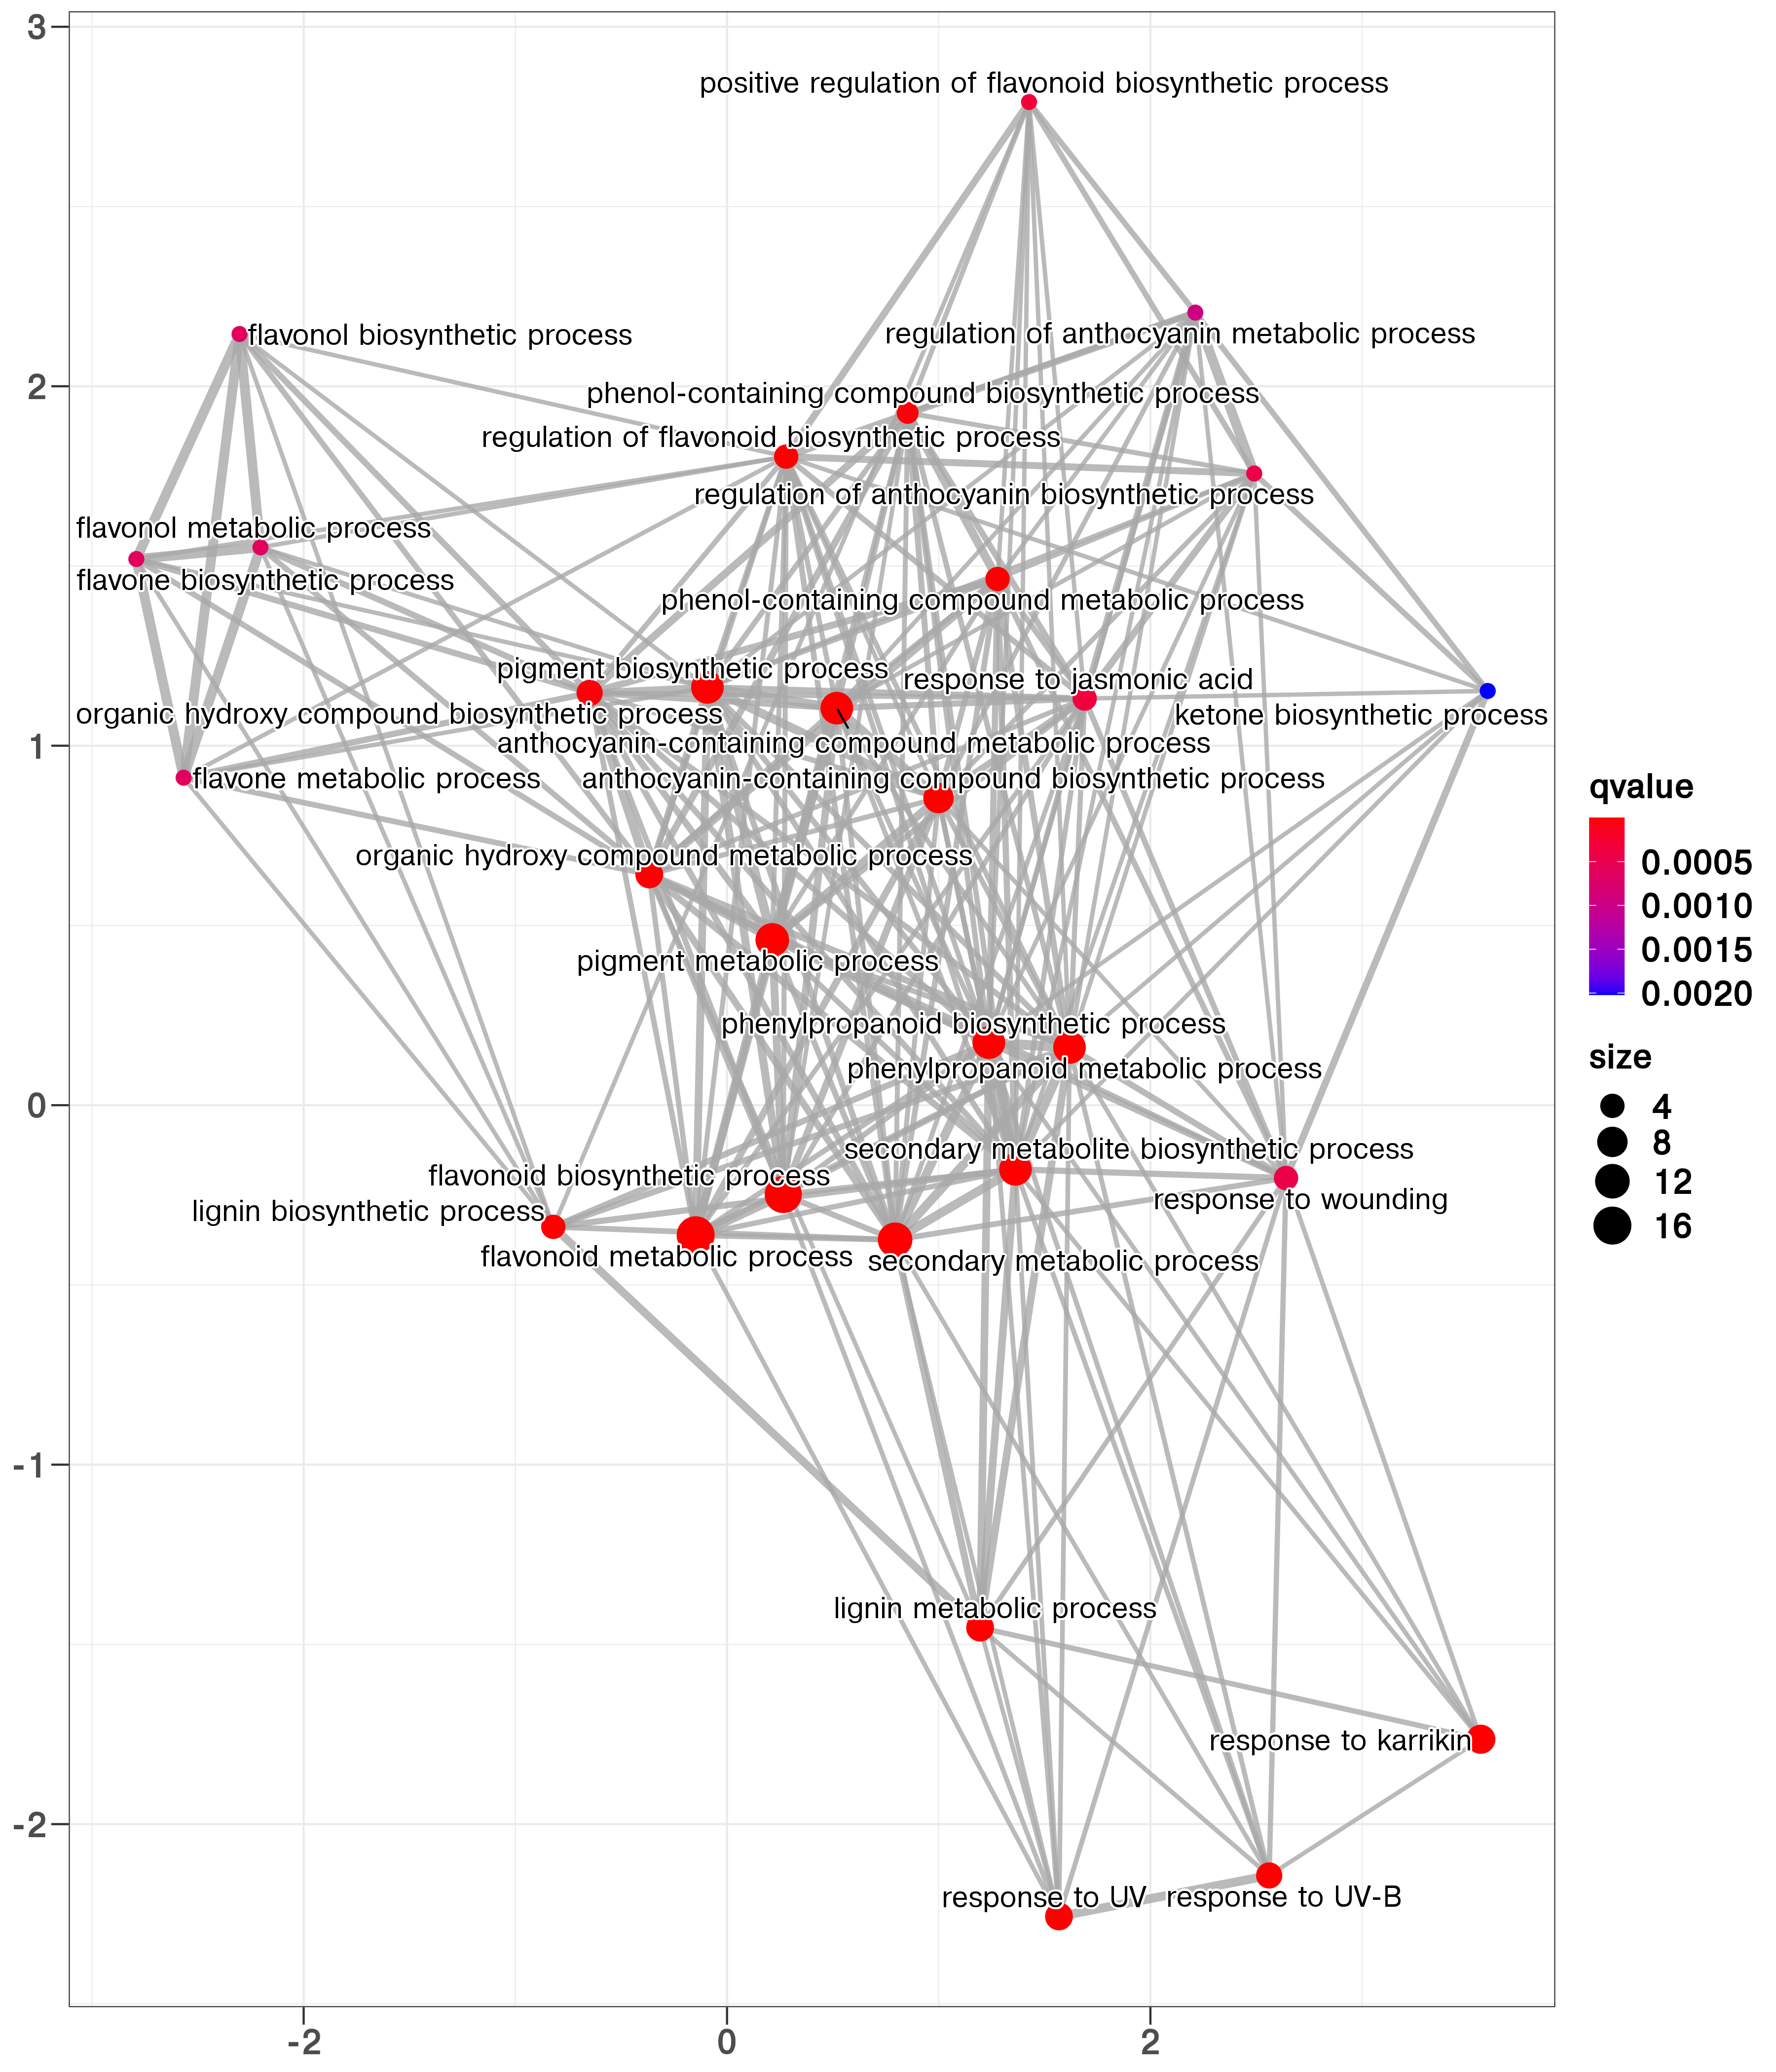 3
positive regulation of flavonoid biosynthetic process
flavonol biosynthetic process
regulation of anthocyanin metabolic process
2
phenol-containing compound biosynthetic process
regulation of flavonoid biosynthetic process
regulation of anthocyanin biosynthetic process
flavonol metabolic process
flavone biosynthetic process
phenol-containing compound metabolic process
pigment biosynthetic process
response to jasmonic acid
organic hydroxy compound biosynthetic process
ketone biosynthetic process
1
anthocyanin-containing compound metabolic process
flavone metabolic process
anthocyanin-containing compound biosynthetic process
organic hydroxy compound metabolic process
pigment metabolic process
phenylpropanoid biosynthetic process
phenylpropanoid metabolic process
0
secondary metabolite biosynthetic process
flavonoid biosynthetic process
response to wounding
lignin biosynthetic process
flavonoid metabolic process
secondary metabolic process
-1
lignin metabolic process
response to karrikin
-2
response to UV
response to UV-B
-2
0
2
qvalue
0.0005
0.0010
0.0015
0.0020
size
4
8
12
16